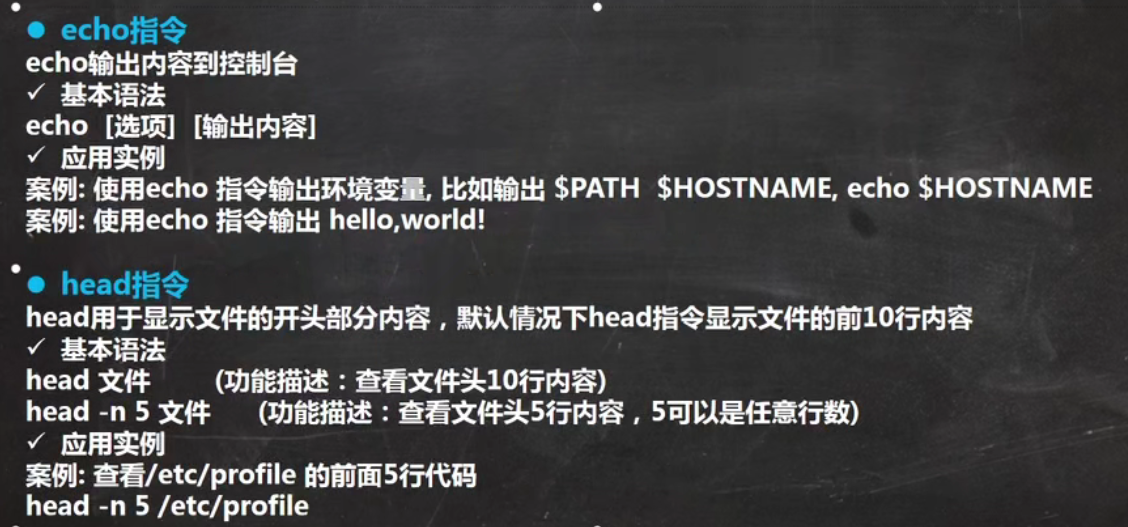 ● echo指令
echo输出内容到控制台
✓ 基本语法
echo [选项] [输出内容]
✓ 应用实例
案例: 使用echo 指令输出环境变量, 比如输出 $PATH $HOSTNAME, echo $HOSTNAME
案例: 使用echo 指令输出 hello,world!
● head指令
head用于显示文件的开头部分内容，默认情况下head指令显示文件的前10行内容
✓ 基本语法
head 文件 (功能描述：查看文件头10行内容)
head -n 5 文件 (功能描述：查看文件头5行内容，5可以是任意行数)
✓ 应用实例
案例: 查看/etc/profile 的前面5行代码
head -n 5 /etc/profile